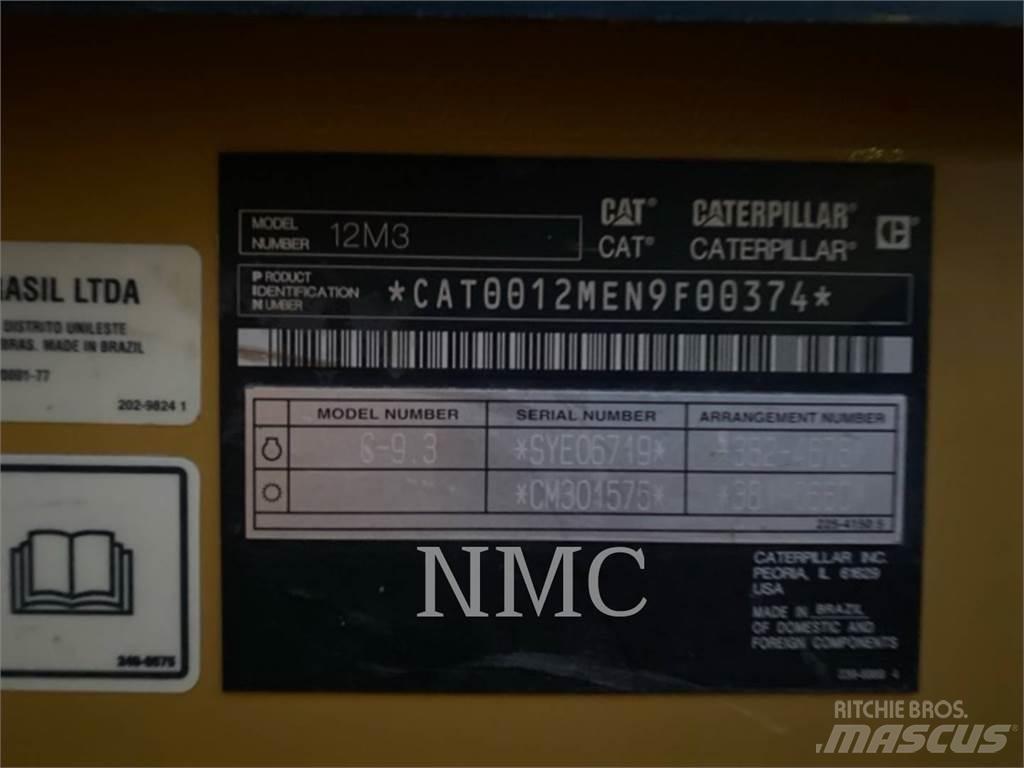 MODEL NUMBER 12M3
CAT® CATERPILLAR®
CAT® CATERPILLAR®
PRODUCT IDENTIFICATION NUMBER *CAT0012MEN9F00374*
MODEL NUMBER SERIAL NUMBER ARRANGEMENT NUMBER
C-9.3 *SYE06719*
*CM301575*
225-4150 5
CATERPILLAR INC.
PEORIA, IL 61629
USA
MADE IN BRAZIL
OF DOMESTIC AND
FOREIGN COMPONENTS
LTDA
DISTRITO UNILESTE
BRAS. MADE IN BRAZIL
202-9824 1
NMC
RITCHIE BROS.
MASCUS